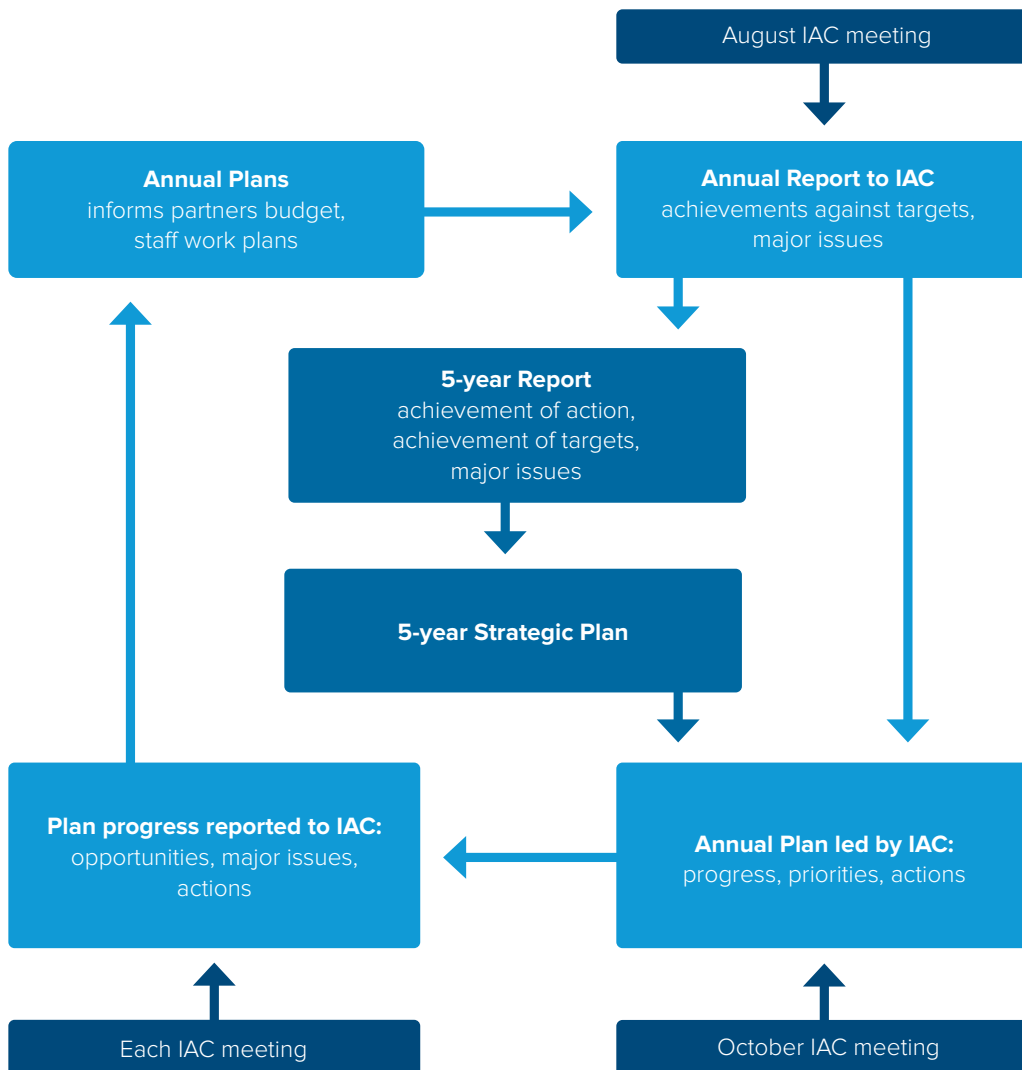 August IAC meeting
Annual Plans
informs partners budget,
staff work plans
Annual Report to IAC
achievements against targets,
major issues
5-year Report
achievement of action,
achievement of targets,
major issues
5-year Strategic Plan
Plan progress reported to IAC:
opportunities, major issues,
actions
Annual Plan led by IAC:
progress, priorities, actions
Each IAC meeting
October IAC meeting